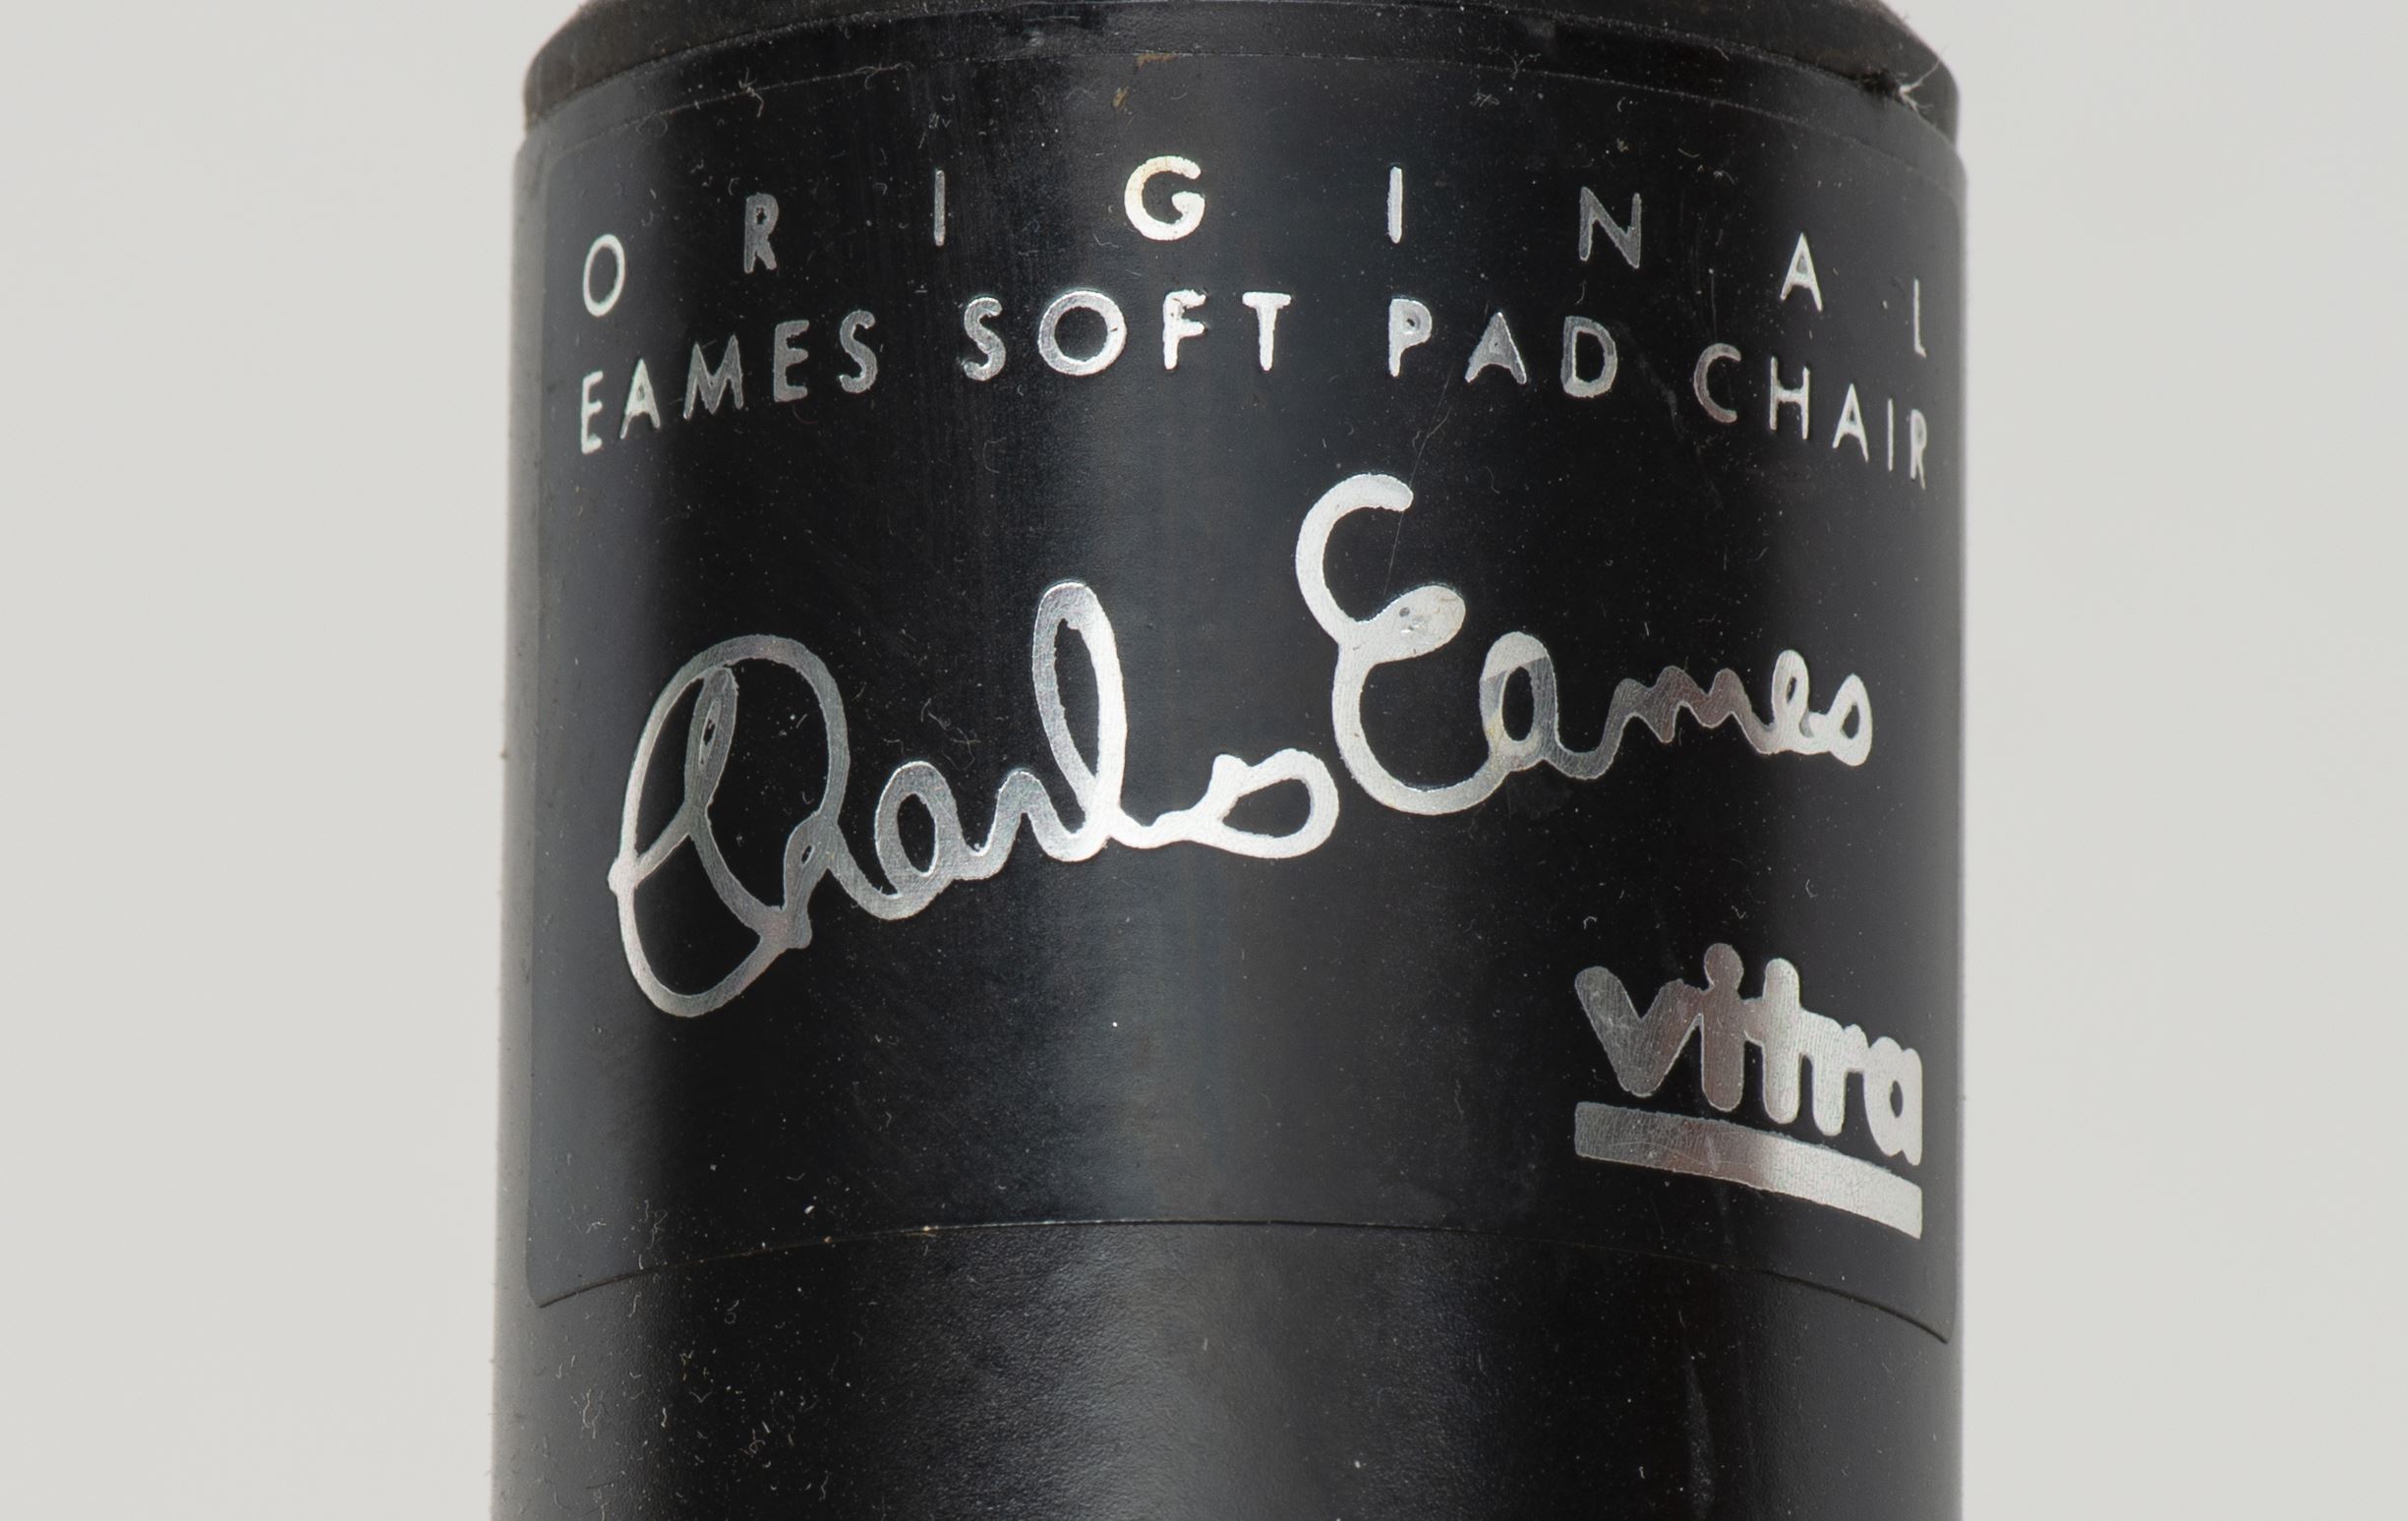 ORIGINAL
EAMES SOFT PAD CHAIR
Charles Eames
vitra